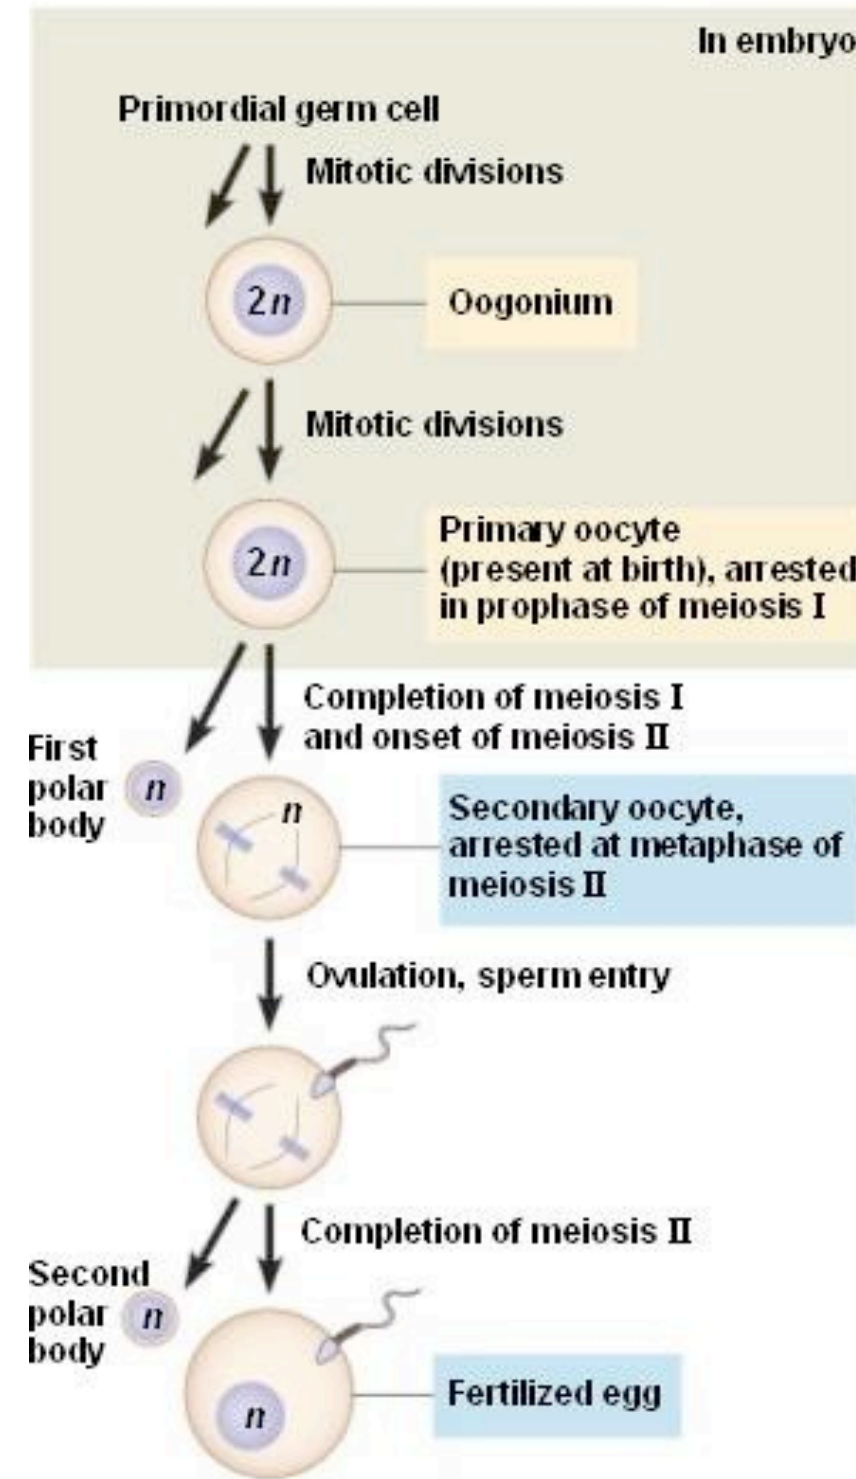 In embryo
Primordial germ cell
Mitotic divisions
2n
Oogonium
Mitotic divisions
2n
Primary oocyte
(present at birth), arrested
in prophase of meiosis I
Completion of meiosis I
and onset of meiosis II
First
polar
body
n
n
Secondary oocyte,
arrested at metaphase of
meiosis II
Ovulation, sperm entry
Completion of meiosis II
Second
polar
body
n
n
Fertilized egg